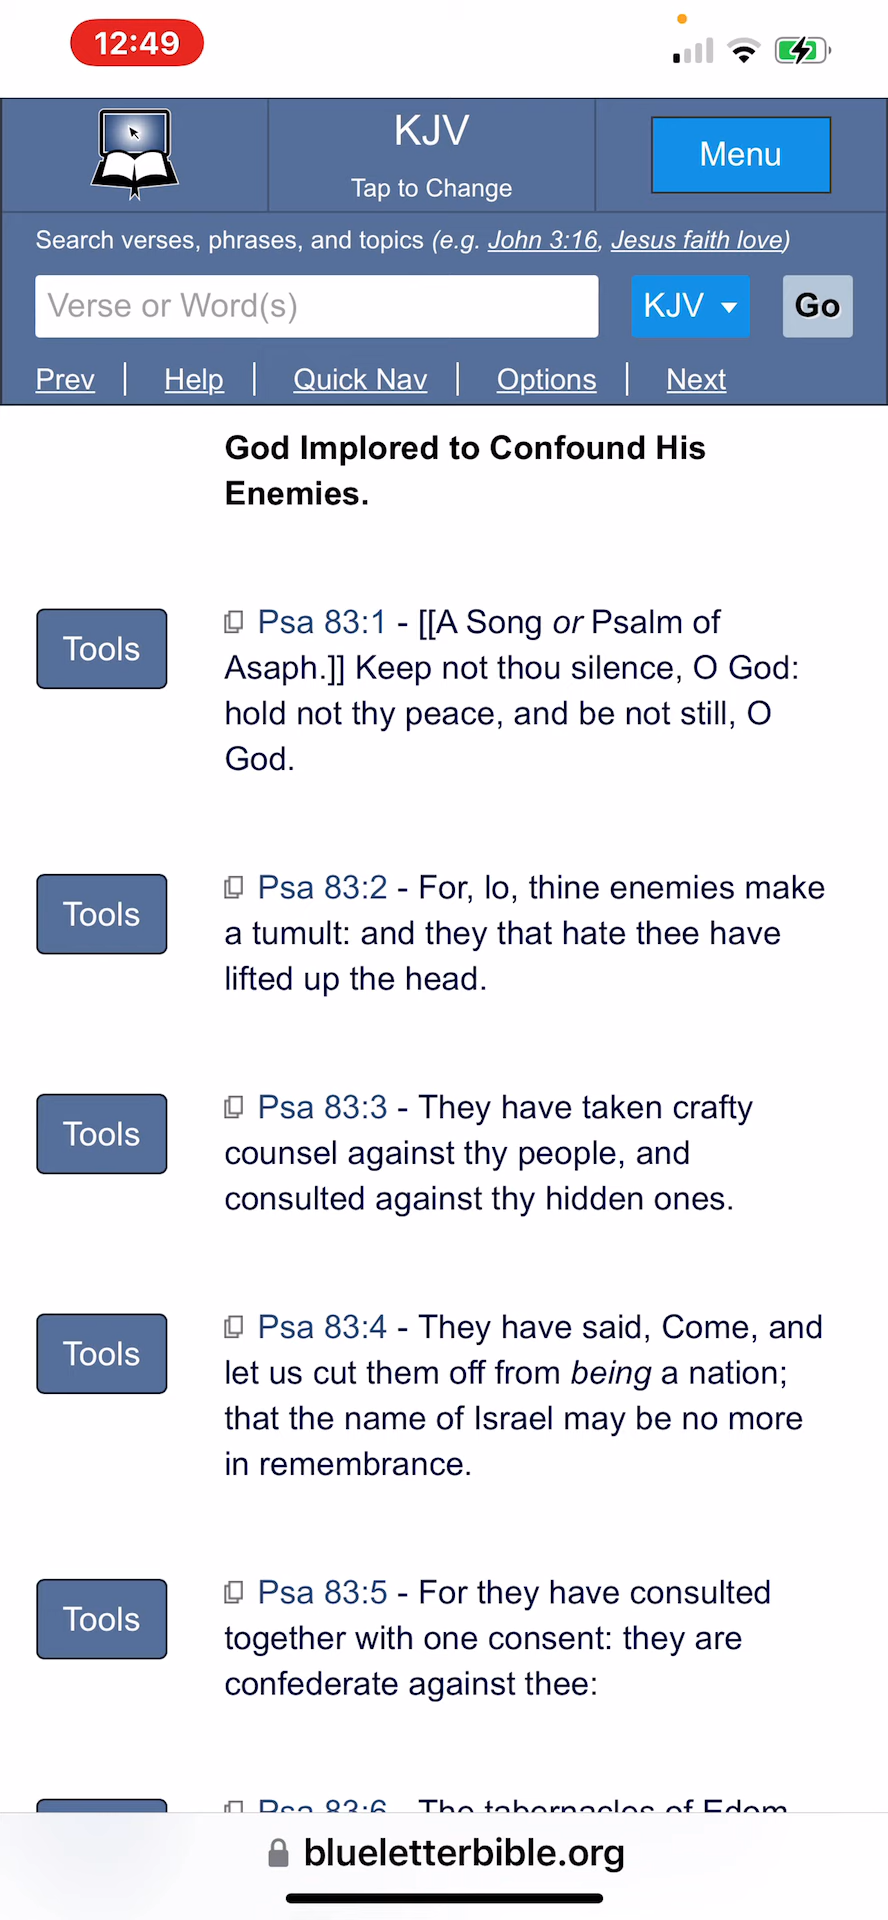 12:49
KJV
Tap to Change
Menu
Search verses, phrases, and topics (e.g. John 3:16, Jesus faith love)
Verse or Word(s)
KJV
Go
Prev | Help | Quick Nav | Options | Next
God Implored to Confound His
Enemies.
Tools
Psa 83:1 - [[A Song or Psalm of
Asaph.]] Keep not thou silence, O God:
hold not thy peace, and be not still, O
God.
Tools
Psa 83:2 - For, lo, thine enemies make
a tumult: and they that hate thee have
lifted up the head.
Tools
Psa 83:3 - They have taken crafty
counsel against thy people, and
consulted against thy hidden ones.
Tools
Psa 83:4 - They have said, Come, and
let us cut them off from being a nation;
that the name of Israel may be no more
in remembrance.
Tools
Psa 83:5 - For they have consulted
together with one consent: they are
confederate against thee:
Psa 83:6 - The tabernacles of Edom,
blueletterbible.org